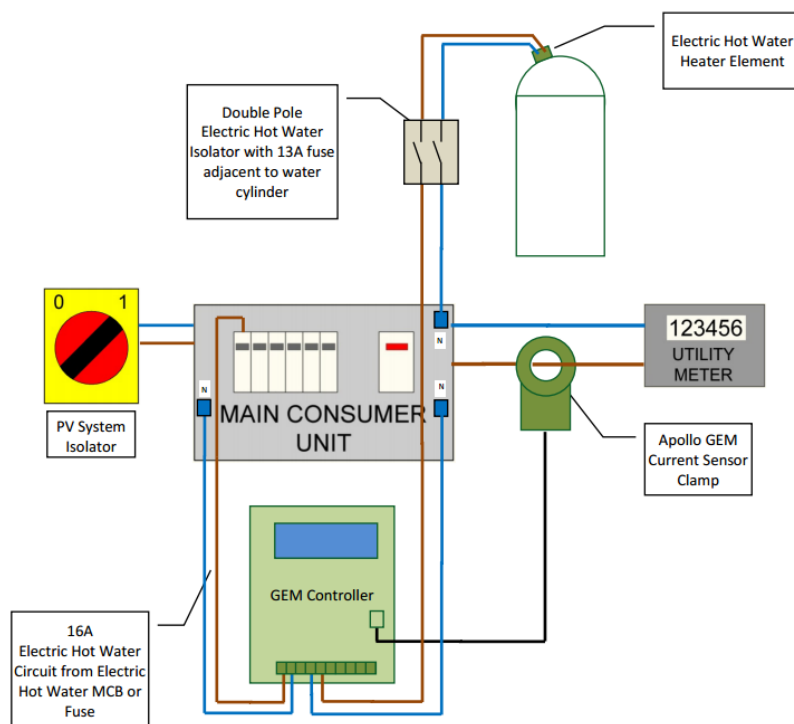 Electric Hot Water
Heater Element
Double Pole
Electric Hot Water
Isolator with 13A fuse
adjacent to water
cylinder
0 1
PV System
Isolator
N
N
N
MAIN CONSUMER
UNIT
123456
UTILITY
METER
Apollo GEM
Current Sensor
Clamp
GEM Controller
16A
Electric Hot Water
Circuit from Electric
Hot Water MCB or
Fuse